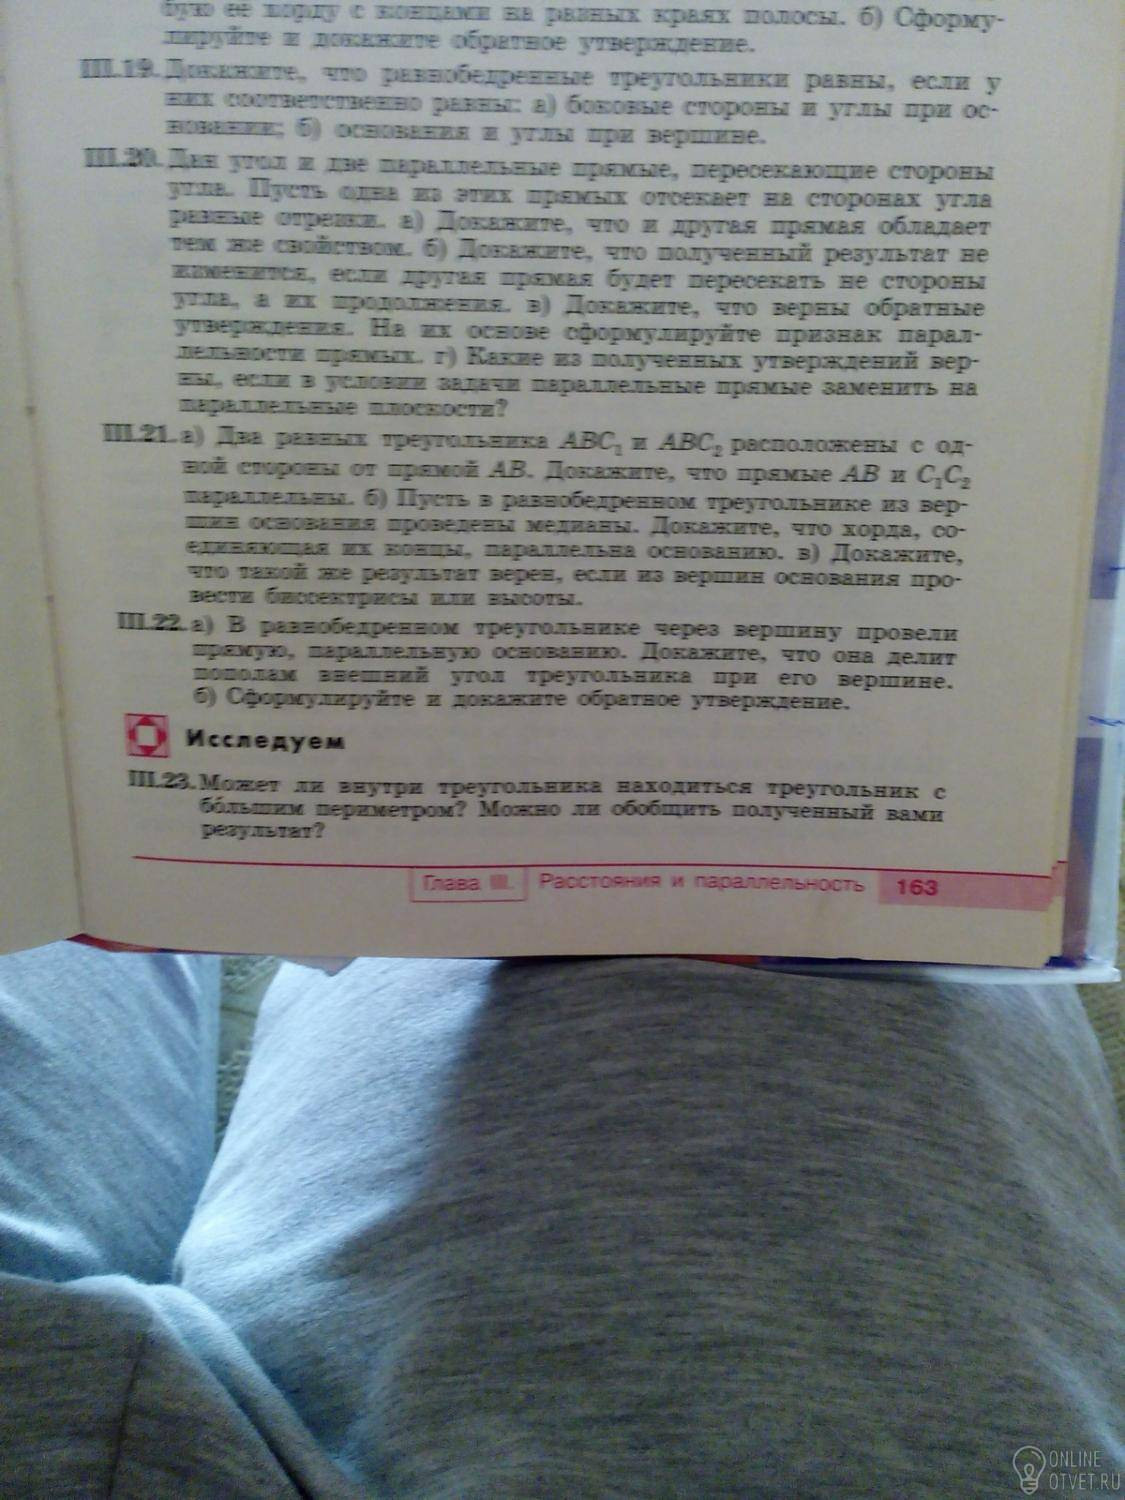 бую ее хорду с концами на разных краях полосы. б) Сформу-
лируйте и докажите обратное утверждение.
III.19. Докажите, что равнобедренные треугольники равны, если у
них соответственно равны: а) боковые стороны и углы при ос-
новании; б) основания и углы при вершине.
III.20. Дан угол и две параллельные прямые, пересекающие стороны
угла. Пусть одна из этих прямых отсекает на сторонах угла
равные отрезки. а) Докажите, что и другая прямая обладает
тем же свойством. б) Докажите, что полученный результат не
изменится, если другая прямая будет пересекать не стороны
угла, а их продолжения. в) Докажите, что верны обратные
утверждения. На их основе сформулируйте признак парал-
лельности прямых. г) Какие из полученных утверждений вер-
ны, если в условии задачи параллельные прямые заменить на
параллельные плоскости?
III.21. а) Два равных треугольника ABC₁ и ABC₂ расположены с од-
ной стороны от прямой AB. Докажите, что прямые AB и C₁C₂
параллельны. б) Пусть в равнобедренном треугольнике из вер-
шин основания проведены медианы. Докажите, что хорда, со-
единяющая их концы, параллельна основанию. в) Докажите,
что такой же результат верен, если из вершин основания про-
вести биссектрисы или высоты.
III.22. а) В равнобедренном треугольнике через вершину провели
прямую, параллельную основанию. Докажите, что она делит
пополам внешний угол треугольника при его вершине.
б) Сформулируйте и докажите обратное утверждение.
Исследуем
III.23. Может ли внутри треугольника находиться треугольник с
бо́льшим периметром? Можно ли обобщить полученный вами
результат?
Глава III. Расстояния и параллельность 163
ONLINE
OTVET.RU